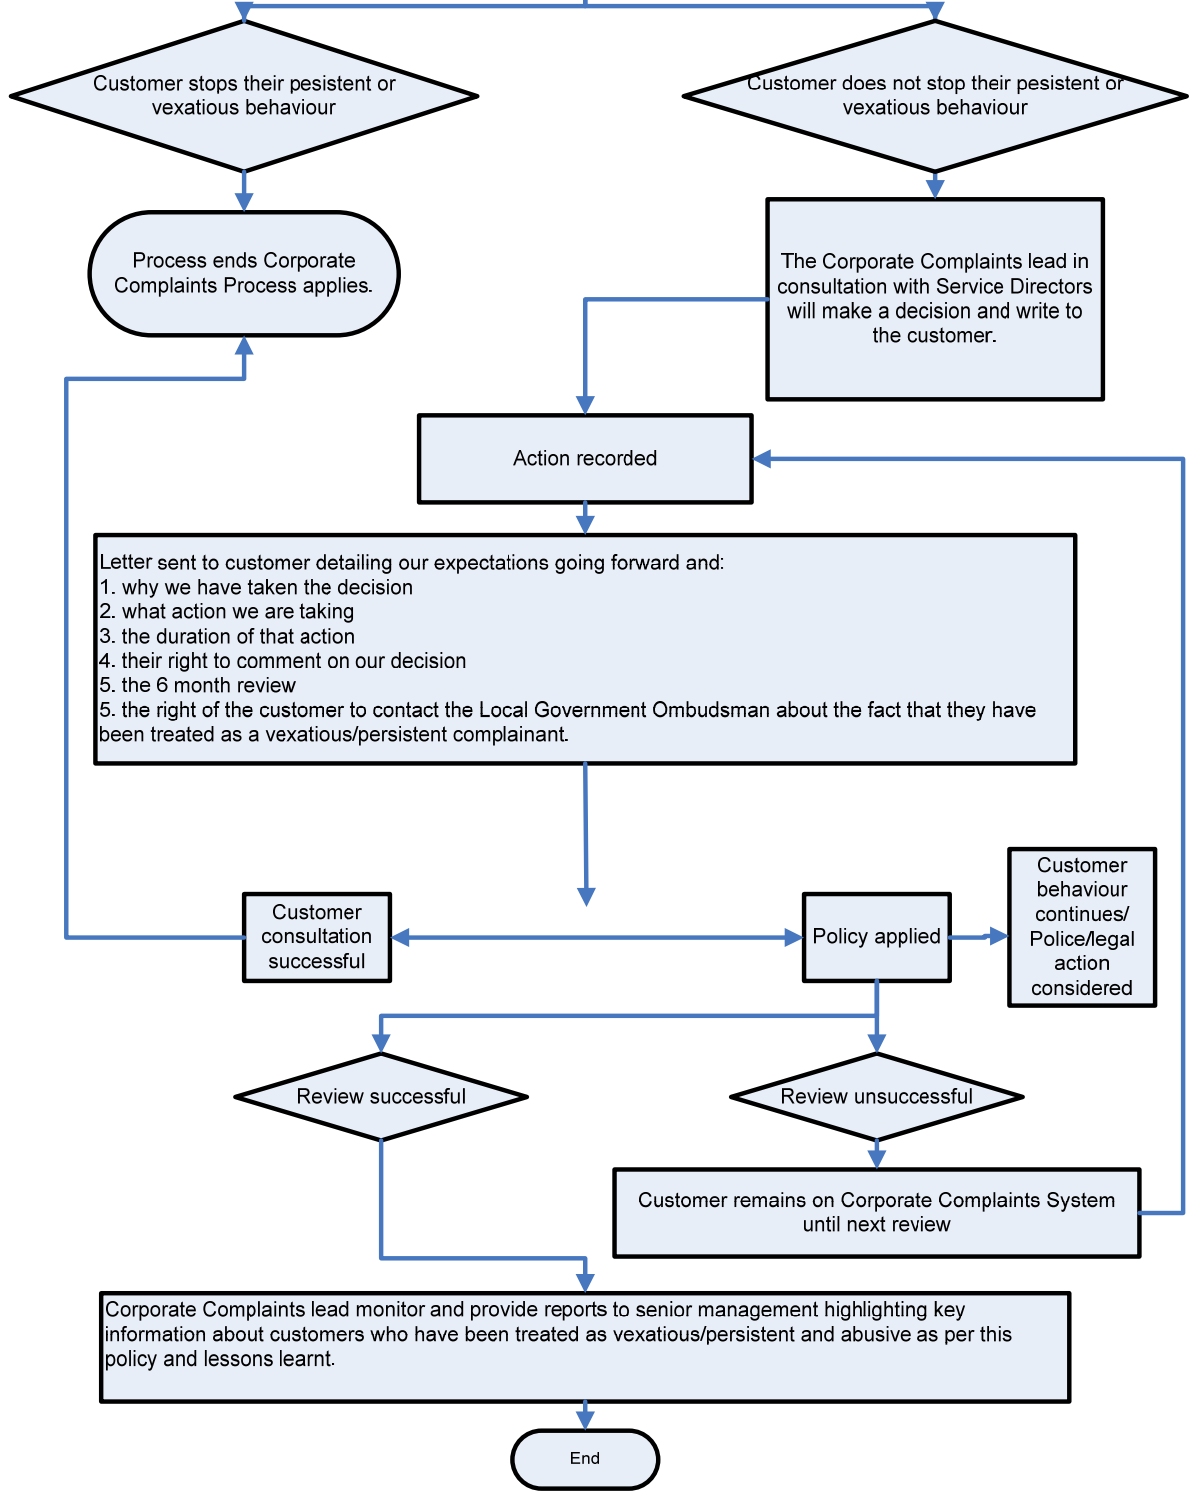 Customer stops their pesistent or
vexatious behaviour
Customer does not stop their pesistent or
vexatious behaviour
Process ends Corporate
Complaints Process applies.
The Corporate Complaints lead in
consultation with Service Directors
will make a decision and write to
the customer.
Action recorded
Letter sent to customer detailing our expectations going forward and:
1. why we have taken the decision
2. what action we are taking
3. the duration of that action
4. their right to comment on our decision
5. the 6 month review
5. the right of the customer to contact the Local Government Ombudsman about the fact that they have
been treated as a vexatious/persistent complainant.
Customer
consultation
successful
Policy applied
Customer
behaviour
continues/
Police/legal
action
considered
Review successful
Review unsuccessful
Customer remains on Corporate Complaints System
until next review
Corporate Complaints lead monitor and provide reports to senior management highlighting key
information about customers who have been treated as vexatious/persistent and abusive as per this
policy and lessons learnt.
End